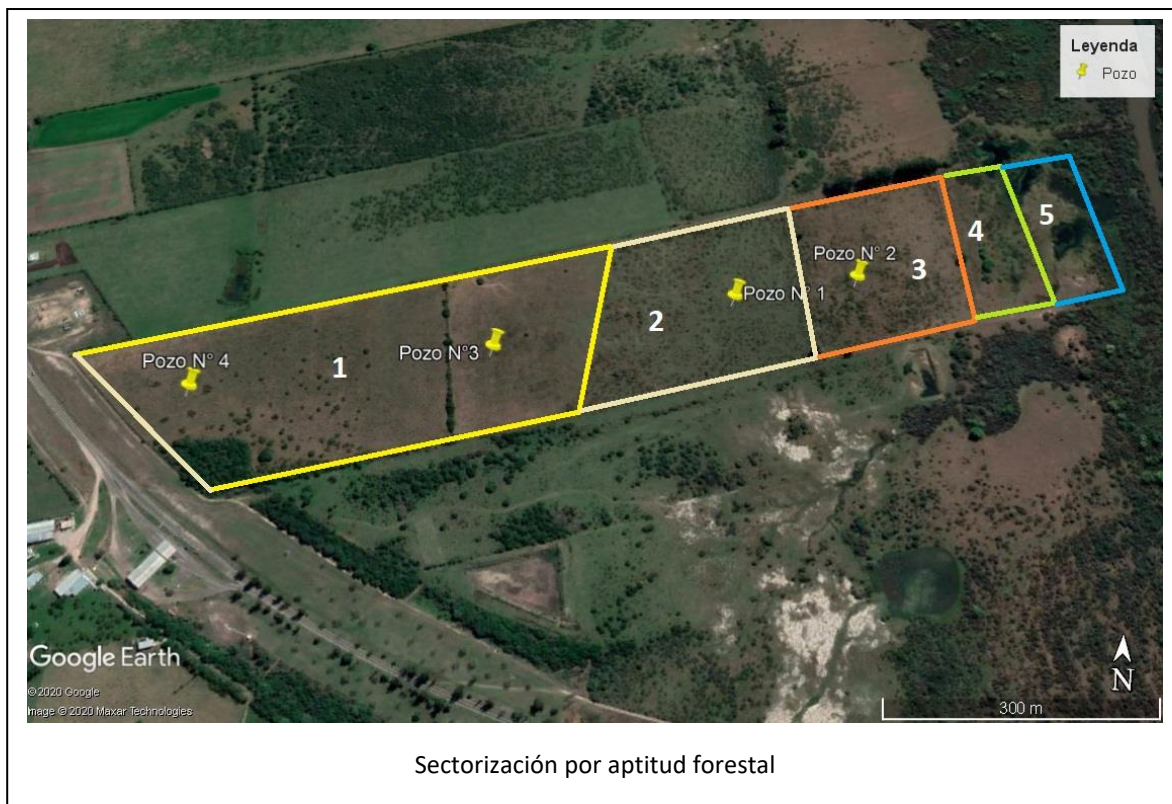 Leyenda
Pozo
5
4
Pozo N° 2
3
Pozo N° 1
2
Pozo N°3
Pozo N° 4
1
Google Earth
©2020 Google
Image © 2020 Maxar Technologies
N
300 m
Sectorización por aptitud forestal